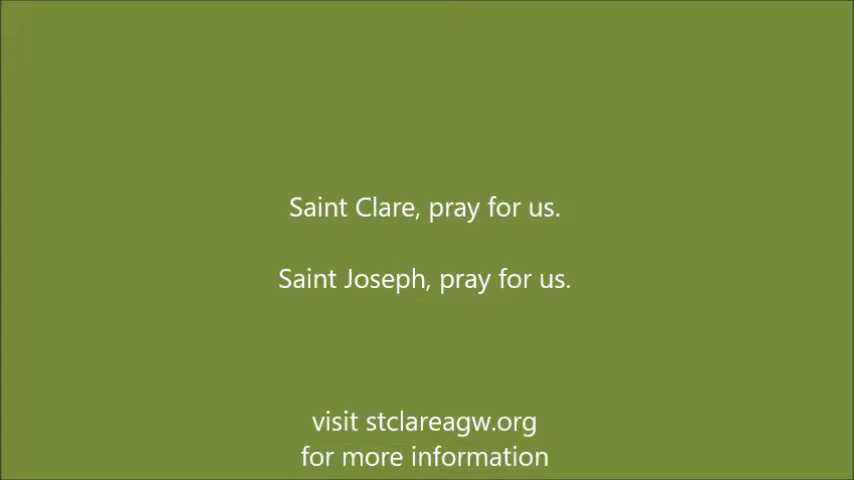 Saint Clare, pray for us.
Saint Joseph, pray for us.
visit stclareagw.org
for more information